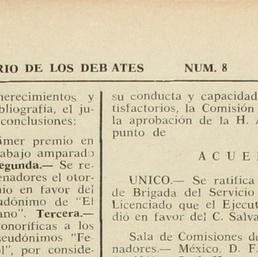 RIO DE LOS DEBATES NUM. 8
merecimientos y
bliografía, el ju-
conclusiones:
imer premio en
abajo amparado
egunda.— Se re-
enadores el otor-
io en favor del
udónimo de "El
ano". Tercera.—
onoríficas a los
eudónimos "Fe-
ol", por conside-
su conducta y capacidad
tisfactorios, la Comisión
la aprobación de la H. A
punto de
A C U E
UNICO.— Se ratifica
de Brigada del Servicio
Licenciado que el Ejecut
dió en favor del C. Salva
Sala de Comisiones de
nadores.— México, D. F.